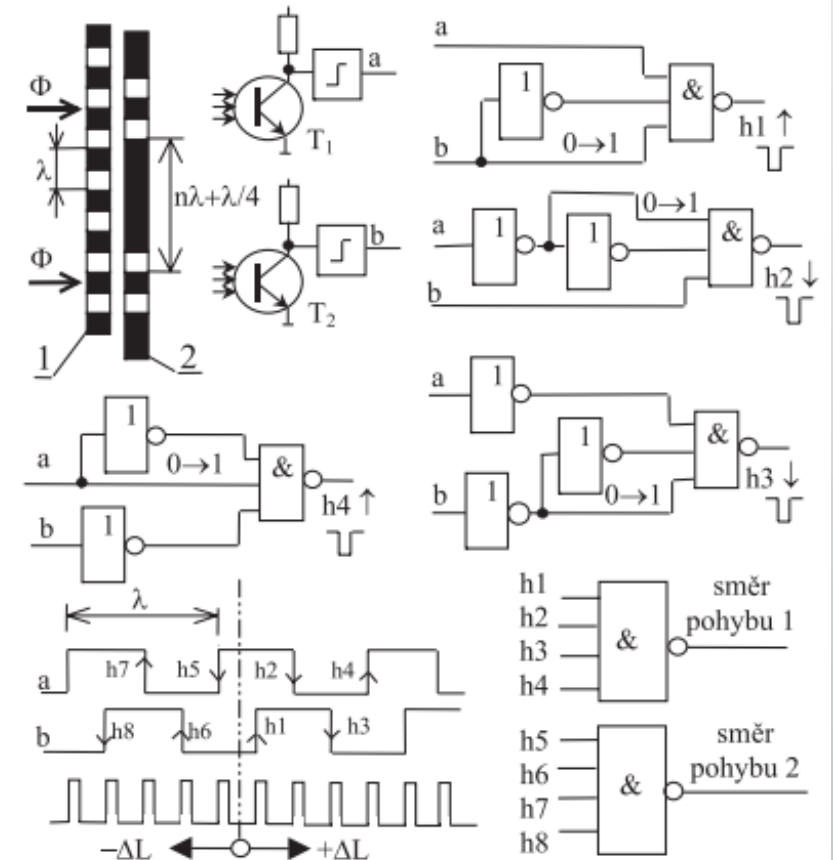 Φ
λ
nλ+λ/4
Φ
1
2
a
T₁
b
T₂
a
1
&
b
0→1
h1 ↑
a
1
1
0→1
&
b
h2 ↓
a
1
1
&
b
1
0→1
h3 ↓
1
a
0→1
&
b
1
h4 ↑
λ
a
h7
h5
h2
h4
b
h8
h6
h1
h3
−ΔL
+ΔL
h1
h2
h3
h4
&
směr
pohybu 1
h5
h6
h7
h8
&
směr
pohybu 2